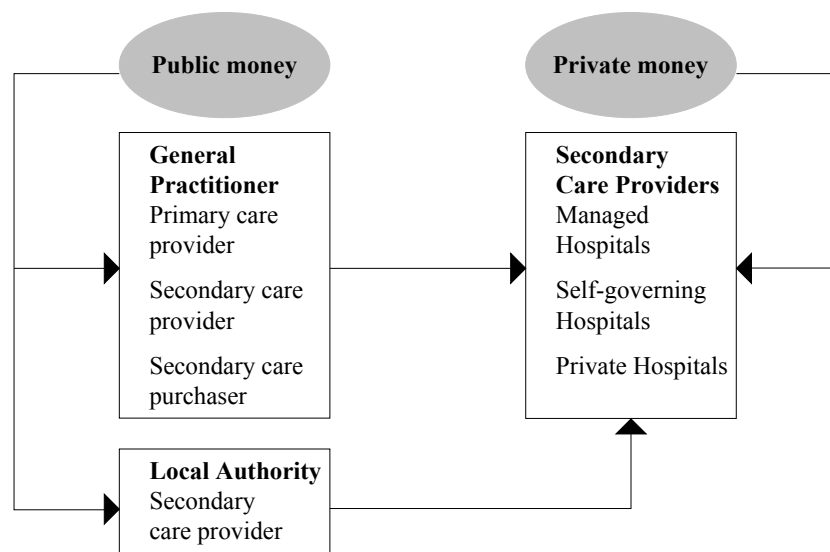 Public money
Private money
General
Practitioner
Primary care
provider
Secondary care
provider
Secondary care
purchaser
Secondary
Care Providers
Managed
Hospitals
Self-governing
Hospitals
Private Hospitals
Local Authority
Secondary
care provider